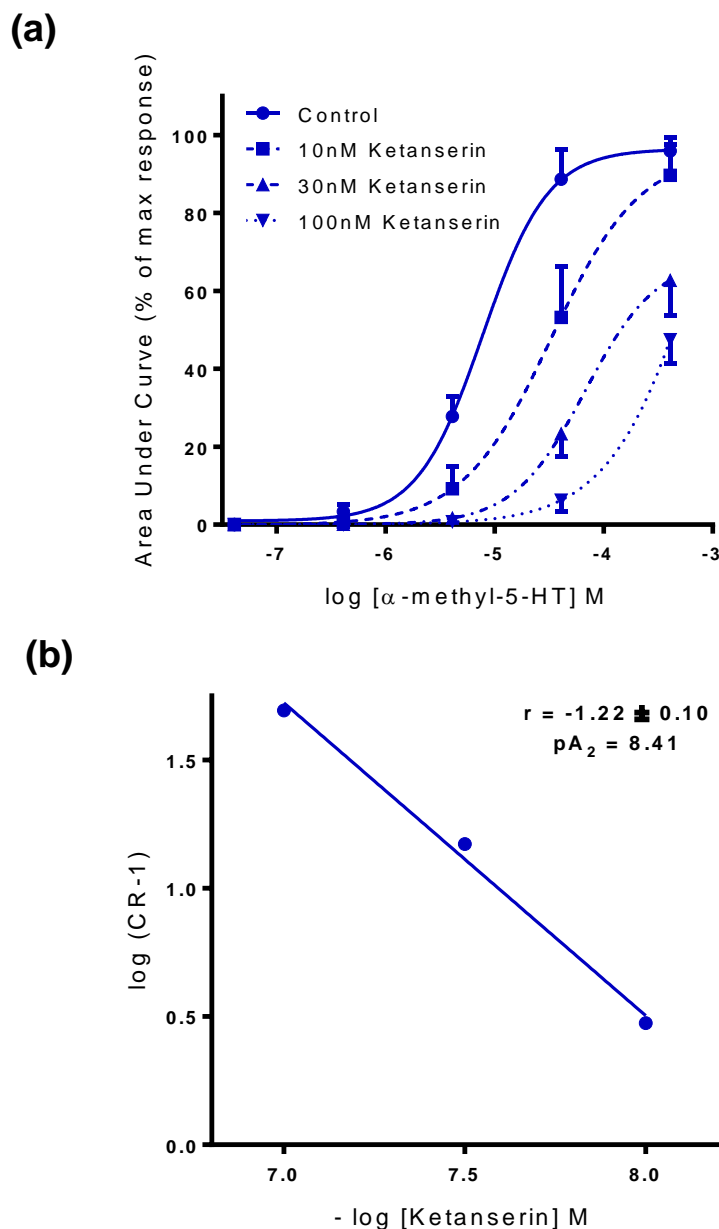 (a)
Control
10nM Ketanserin
30nM Ketanserin
100nM Ketanserin
Area Under Curve (% of max response)
100
80
60
40
20
0
-7
-6
-5
-4
-3
log [α-methyl-5-HT] M
(b)
r = -1.22 ± 0.10
pA2 = 8.41
log (CR-1)
1.5
1.0
0.5
0.0
7.0
7.5
8.0
- log [Ketanserin] M